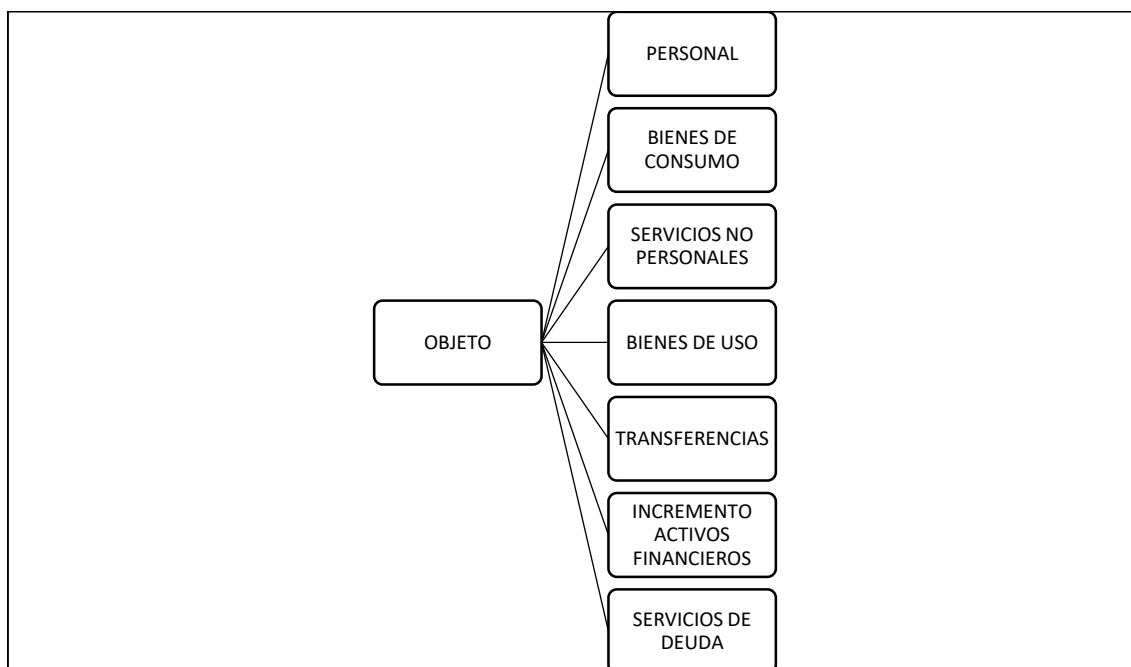 PERSONAL
BIENES DE
CONSUMO
SERVICIOS NO
PERSONALES
OBJETO
BIENES DE USO
TRANSFERENCIAS
INCREMENTO
ACTIVOS
FINANCIEROS
SERVICIOS DE
DEUDA